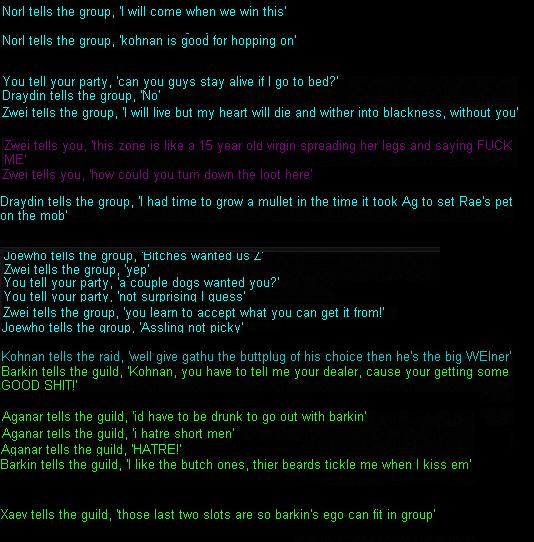 Norl tells the group, 'I will come when we win this'
Norl tells the group, 'kohnan is good for hopping on'
You tell your party, 'can you guys stay alive if I go to bed?'
Draydin tells the group, 'No'
Zwei tells the group, 'I will live but my heart will die and wither into blackness, without you'
Zwei tells you, 'this zone is like a 15 year old virgin spreading her legs and saying FUCK
ME'
Zwei tells you, 'how could you turn down the loot here'
Draydin tells the group, 'I had time to grow a mullet in the time it took Ag to set Rae's pet
on the mob'
Joewho tells the group, 'Bitches wanted us Z'
Zwei tells the group, 'yep'
You tell your party, 'a couple dogs wanted you?'
You tell your party, 'not surprising I guess'
Zwei tells the group, 'you learn to accept what you can get it from!'
Joewho tells the group, 'Assling not picky'
Kohnan tells the raid, 'well give gathu the buttplug of his choice then he's the big WEIner'
Barkin tells the guild, 'Kohnan, you have to tell me your dealer, cause your getting some
GOOD SHIT!'
Aganar tells the guild, 'id have to be drunk to go out with barkin'
Aganar tells the guild, 'i hatre short men'
Aganar tells the guild, 'HATRE!'
Barkin tells the guild, 'I like the butch ones, thier beards tickle me when I kiss em'
Xaev tells the guild, 'those last two slots are so barkin's ego can fit in group'